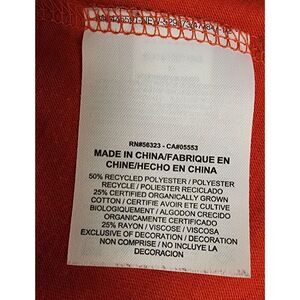 RN#56323 - CA#05553
MADE IN CHINA/FABRIQUE EN
CHINE/HECHO EN CHINA
50% RECYCLED POLYESTER / POLYESTER
RECYCLE / POLIESTER RECICLADO
25% CERTIFIED ORGANICALLY GROWN
COTTON / CERTIFIE AVOIR ETE CULTIVE
BIOLOGIQUEMENT / ALGODON CRECIDO
ORGANICAMENTE CERTIFICADO
25% RAYON / VISCOSE / VISCOSA
EXCLUSIVE OF DECORATION / DECORATION
NON COMPRISE / NO INCLUYE LA
DECORACION